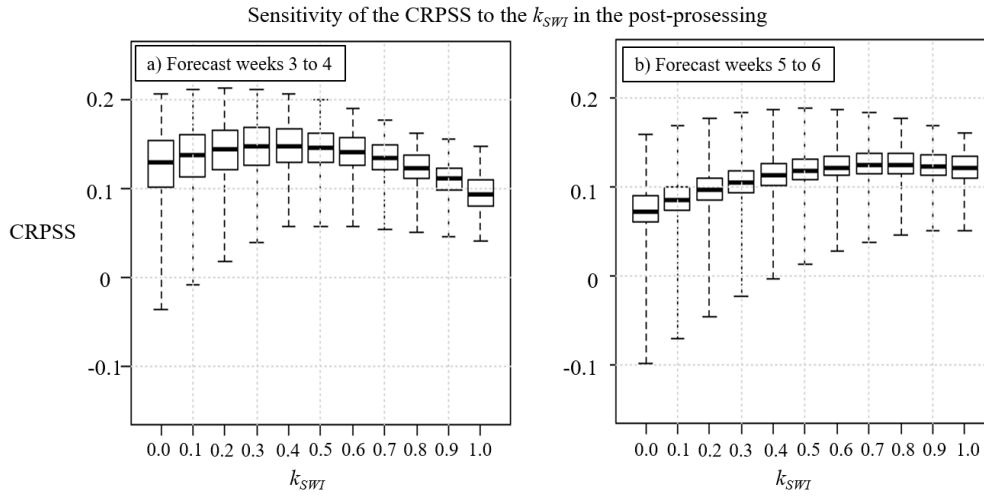 Sensitivity of the CRPSS to the k_SWI in the post-prosessing
a) Forecast weeks 3 to 4
b) Forecast weeks 5 to 6
0.2
0.1
0
-0.1
0.2
0.1
0
-0.1
CRPSS
0.0 0.1 0.2 0.3 0.4 0.5 0.6 0.7 0.8 0.9 1.0
0.0 0.1 0.2 0.3 0.4 0.5 0.6 0.7 0.8 0.9 1.0
k_SWI
k_SWI